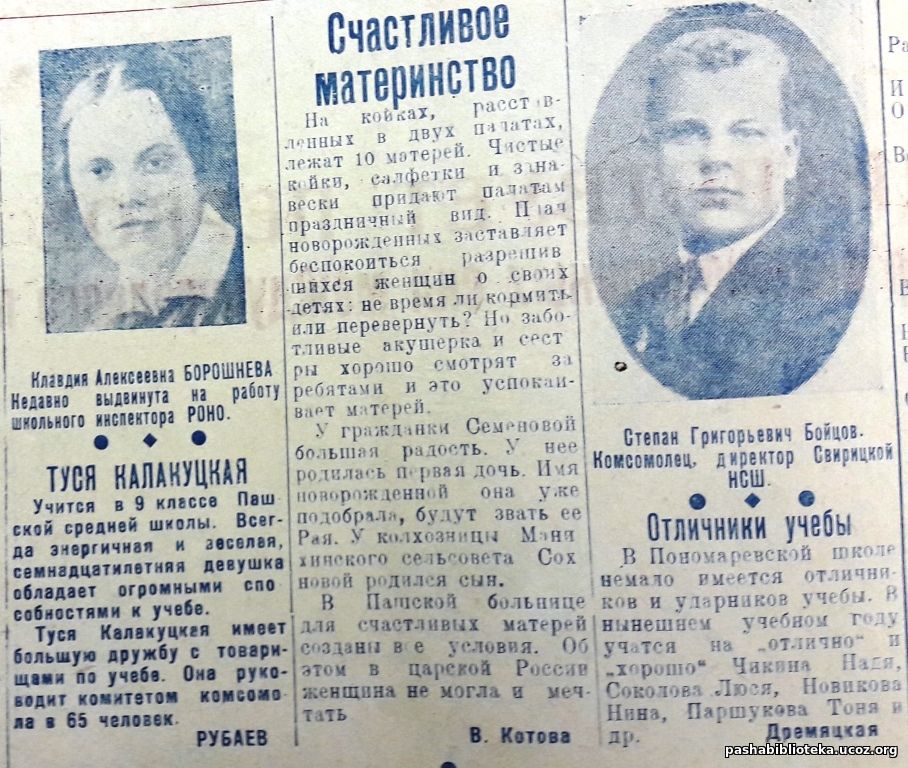 Клавдия Алексеевна БОРОШНЕВА
Недавно выдвинута на работу
школьного инспектора РОНО.
ТУСЯ КАЛАКУЦКАЯ
Учится в 9 классе Паш-
ской средней школы. Всег-
да энергичная и веселая,
семнадцатилетняя девушка
обладает огромными спо-
собностями к учебе.
Туся Калакуцкая имеет
большую дружбу с товари-
щами по учебе. Она руко-
водит комитетом комсомо-
ла в 65 человек.
РУБАЕВ
Счастливое
материнство
На койках, расстав-
ленных в двух палатах,
лежат 10 матерей. Чистые
койки, салфетки и зана-
вески придают палатам
праздничный вид. Плач
новорожденных заставляет
беспокоиться разрешив
шихся женщин о своих
детях: не время ли кормить
или перевернуть? Но забо-
тливые акушерка и сест
ры хорошо смотрят за
ребятами и это успокаи-
вает матерей.
У гражданки Семеновой
большая радость. У нее
родилась первая дочь. Имя
новорожденной она уже
подобрала, будут звать ее
Рая. У колхозницы Мани
хинского сельсовета Сох
новой родился сын.
В Пашской больнице
для счастливых матерей
созданы все условия. Об
этом в царской России
женщина не могла и меч-
тать
В. Котова
Степан Григорьевич Бойцов.
Комсомолец, директор Свирицкой
НСШ.
Отличники учебы
В Пономаревской школе
немало имеется отлични-
ков и ударников учебы. В
нынешнем учебном году
учатся на „отлично“ и
„хорошо“ Чикина Надя,
Соколова Люся, Новикова
Нина, Паршукова Тоня и
др.
Дремяцкая
pashabiblioteka.ucoz.org